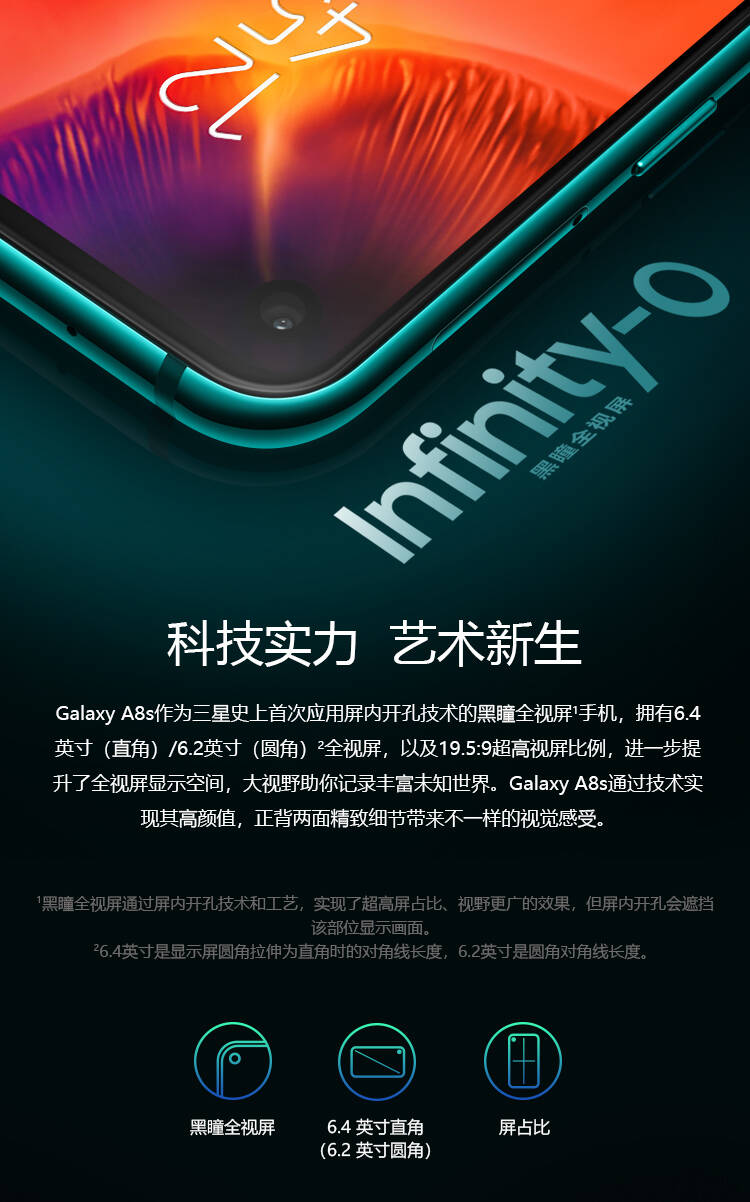 7:52
Infinity-O
黑瞳全视屏
科技实力 艺术新生
Galaxy A8s作为三星史上首次应用屏内开孔技术的黑瞳全视屏¹手机，拥有6.4
英寸（直角）/6.2英寸（圆角）²全视屏，以及19.5:9超高视屏比例，进一步提
升了全视屏显示空间，大视野助你记录丰富未知世界。Galaxy A8s通过技术实
现其高颜值，正背两面精致细节带来不一样的视觉感受。
¹黑瞳全视屏通过屏内开孔技术和工艺，实现了超高屏占比、视野更广的效果，但屏内开孔会遮挡
该部位显示画面。
²6.4英寸是显示屏圆角拉伸为直角时的对角线长度，6.2英寸是圆角对角线长度。
黑瞳全视屏
6.4 英寸直角
（6.2 英寸圆角）
屏占比